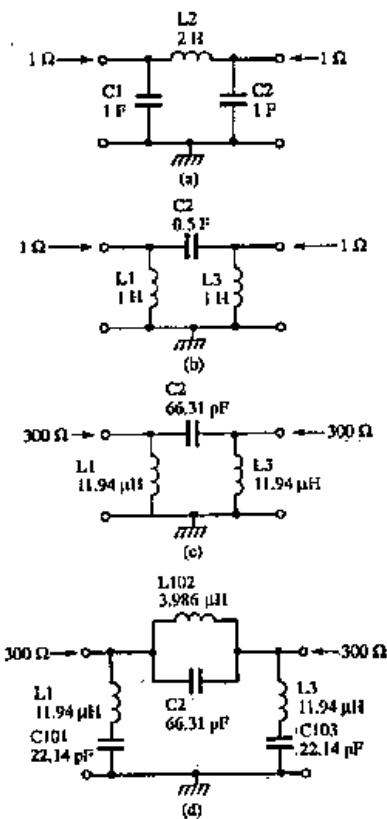 L2
2 H
1 Ω
1 Ω
C1
1 F
C2
1 F
(a)
C2
0.5 F
1 Ω
1 Ω
L1
1 H
L3
1 H
(b)
C2
66.31 pF
300 Ω
300 Ω
L1
11.94 µH
L3
11.94 µH
(c)
L102
3.986 µH
300 Ω
300 Ω
L1
11.94 µH
C101
22.14 pF
C2
66.31 pF
L3
11.94 µH
C103
22.14 pF
(d)